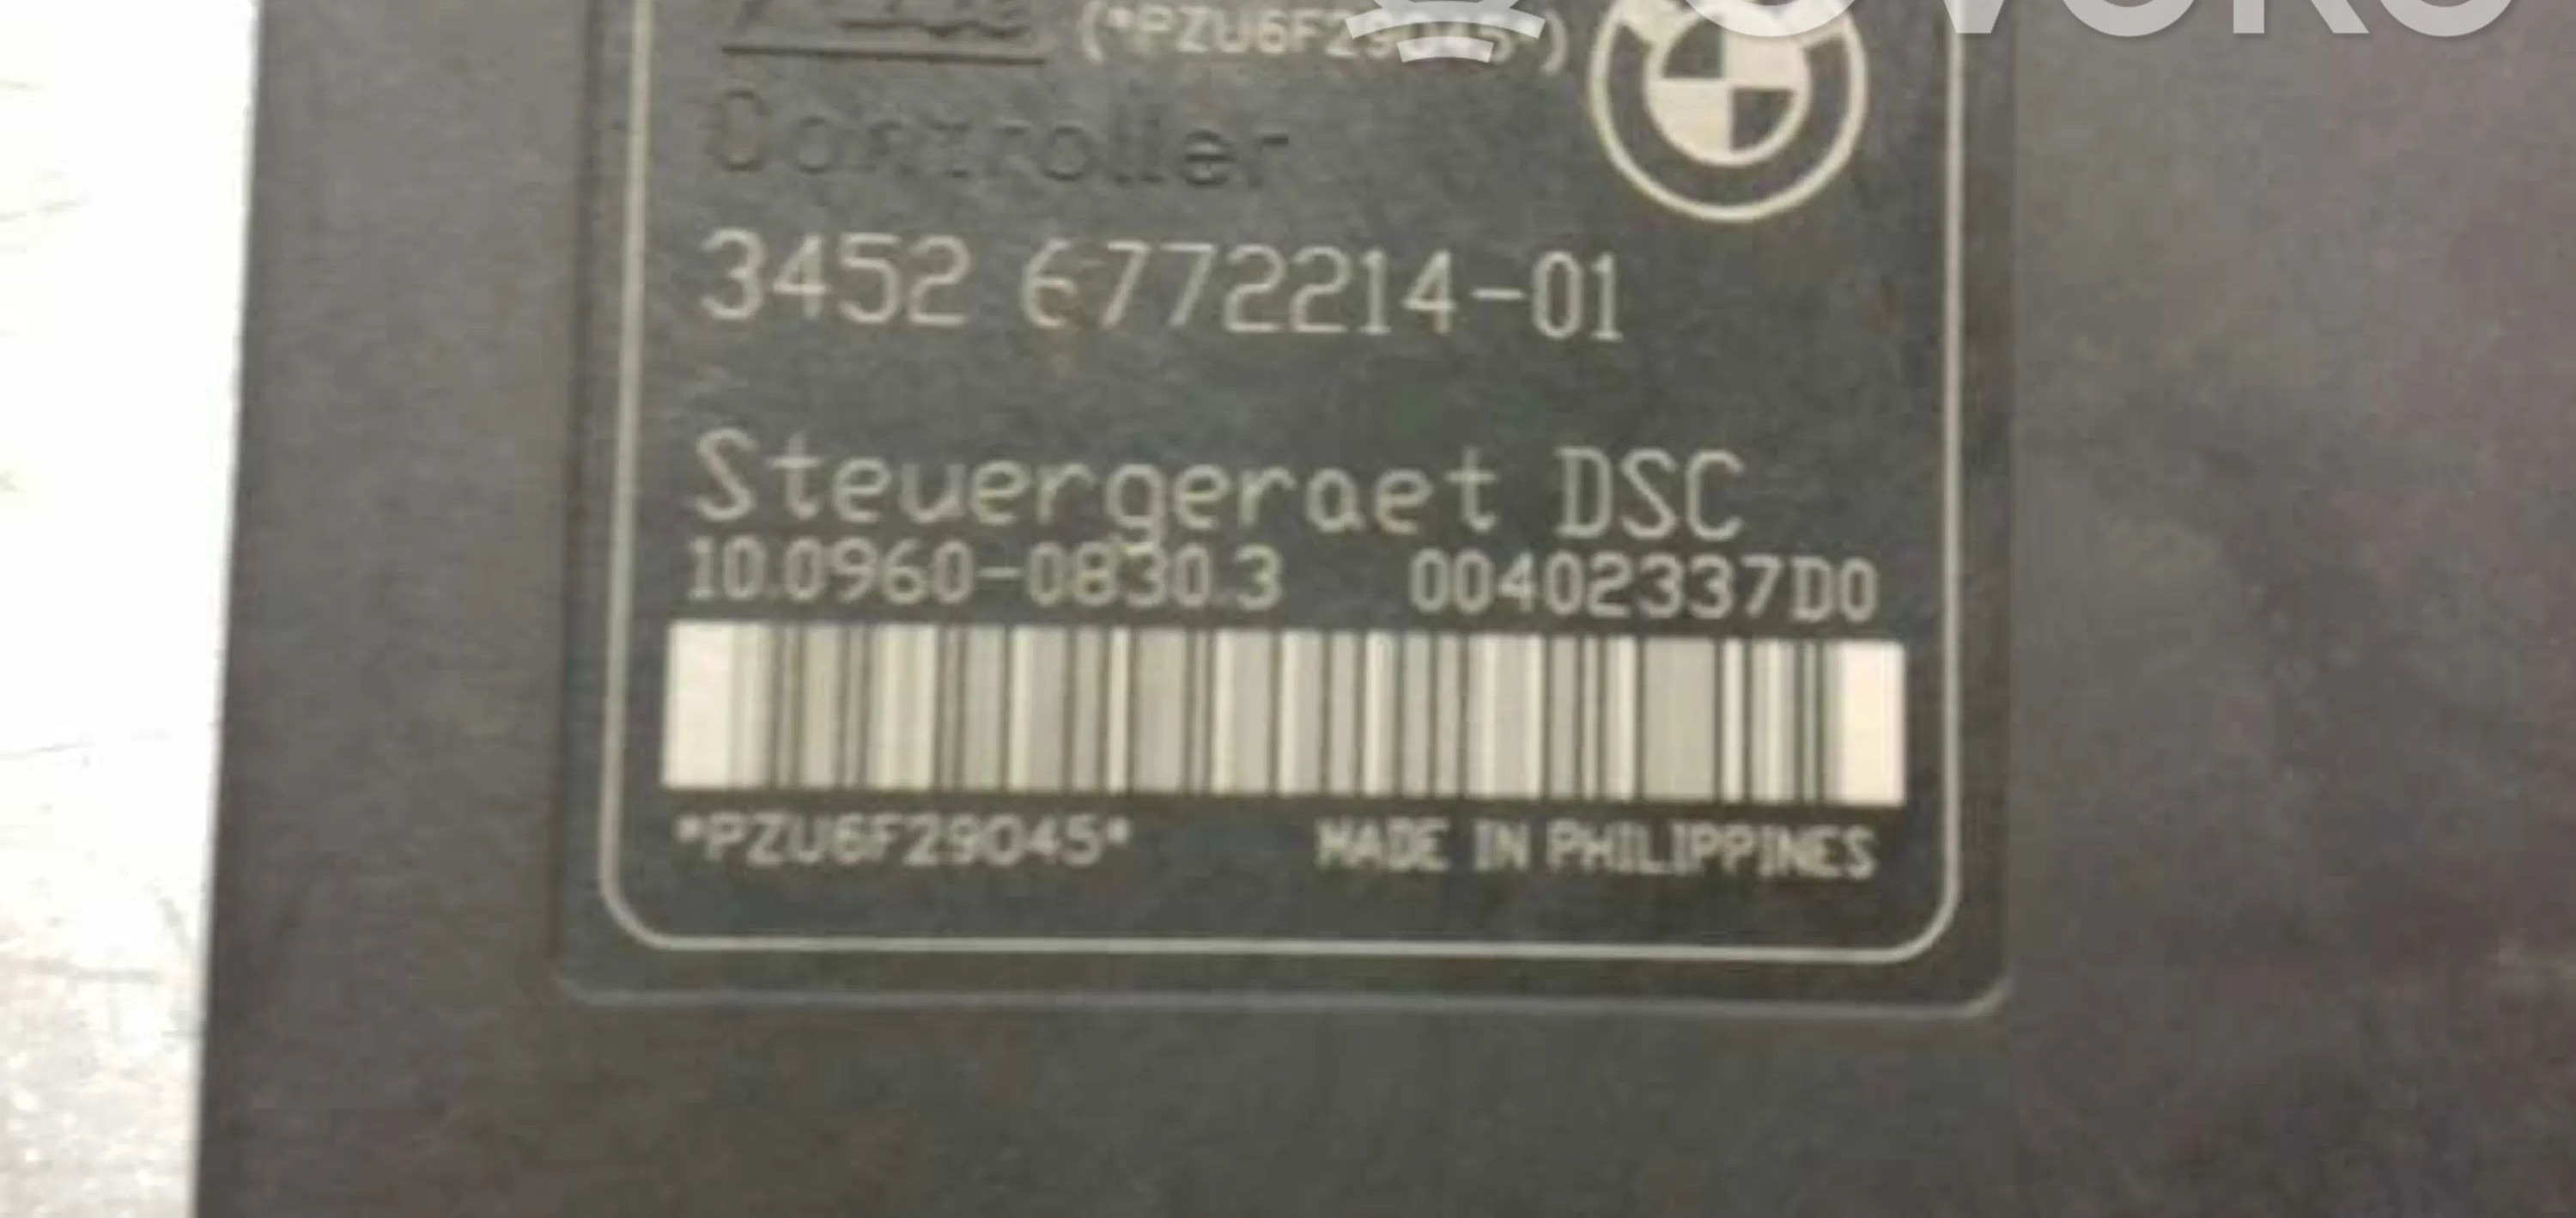 (*PZU6F29045*)
Controller
3452 6772214-01
Steuergeraet DSC
10.0960-0830.3 00402337D0
*PZU6F29045* MADE IN PHILIPPINES